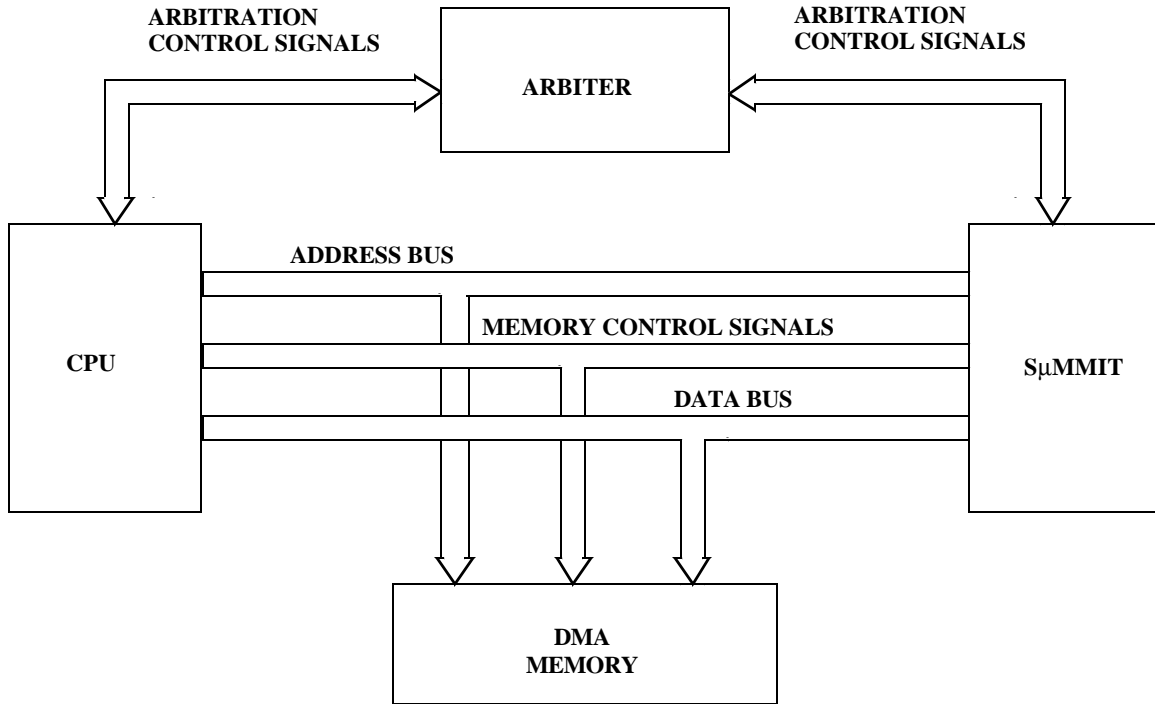 ARBITRATION
CONTROL SIGNALS
ARBITRATION
CONTROL SIGNALS
ARBITER
ADDRESS BUS
MEMORY CONTROL SIGNALS
CPU
SμMMIT
DATA BUS
DMA
MEMORY